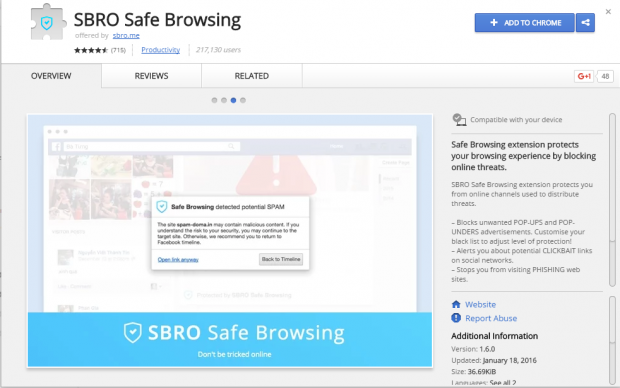 SBRO Safe Browsing
offered by sbro.me
(715) Productivity 217,130 users
+ ADD TO CHROME
OVERVIEW REVIEWS RELATED
G+1 48
Safe Browsing detected potential SPAM
The site spam-doma.in may contain malicious content. If you
understand the risk to your security, you may continue to the
target site. Otherwise, we recommend you to return to
Facebook timeline.
Open link anyway Back to Timeline
SBRO Safe Browsing
Don't be tricked online
Compatible with your device
Safe Browsing extension protects
your browsing experience by blocking
online threats.
SBRO Safe Browsing extension protects you
from online channels used to distribute
threats.
– Blocks unwanted POP-UPS and POP-
UNDERS advertisements. Customise your
black list to adjust level of protection!
– Alerts you about potential CLICKBAIT links
on social networks.
– Stops you from visiting PHISHING web
sites.
Website
Report Abuse
Additional Information
Version: 1.6.0
Updated: January 18, 2016
Size: 36.69KiB
Languages: See all 2